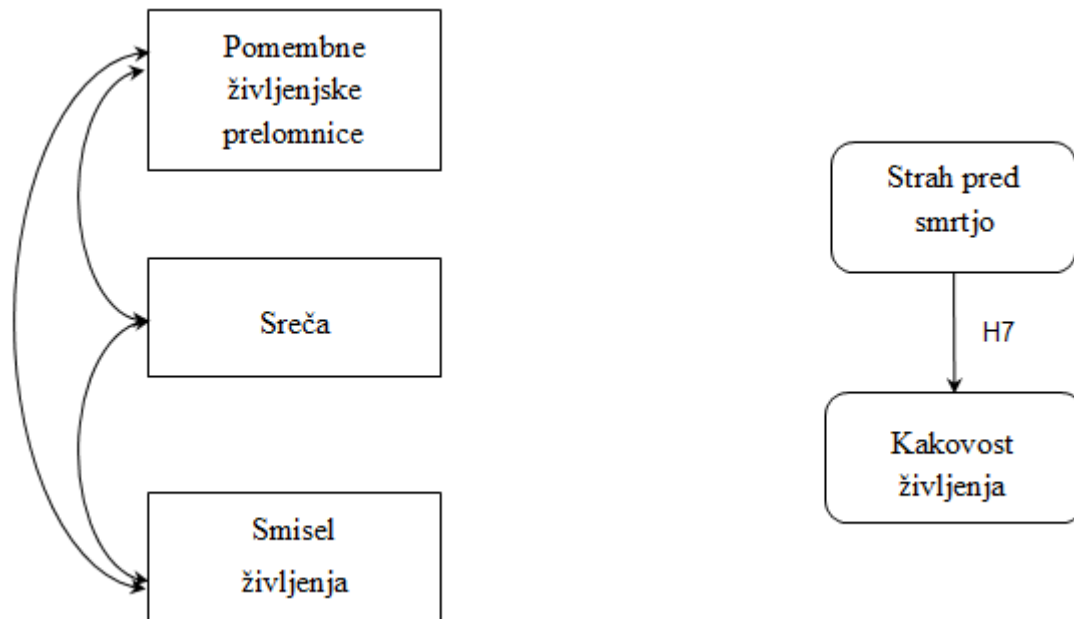 Pomembne
življenjske
prelomnice
Sreča
Smisel
življenja
Strah pred
smrtjo
H7
Kakovost
življenja